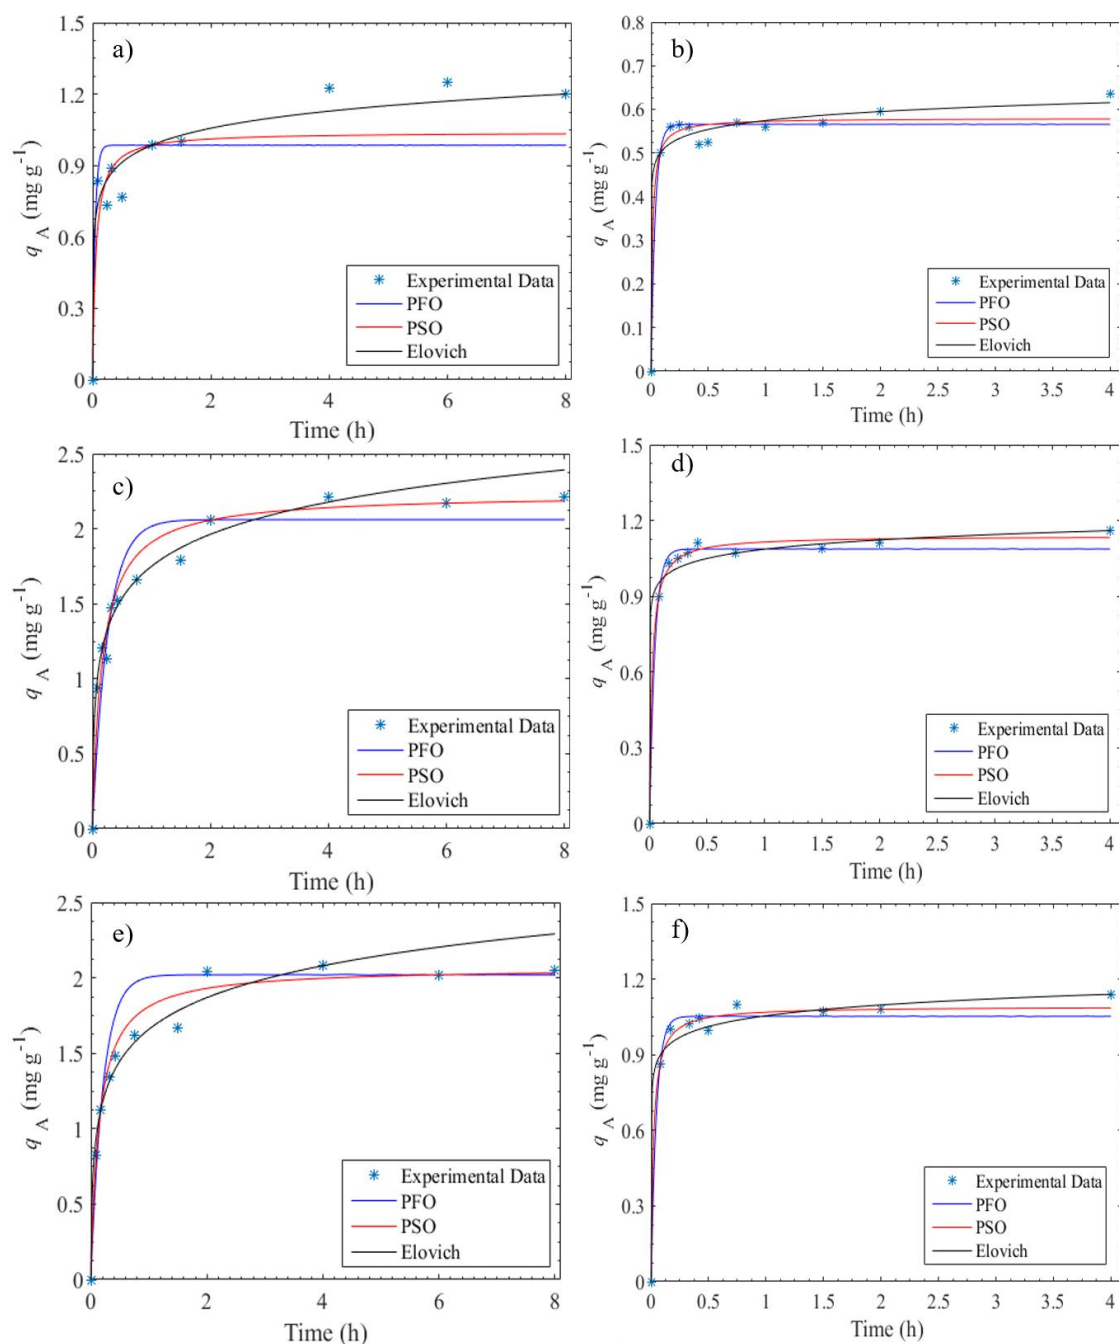 a)
1.5
1.2
0.9
0.6
0.3
0
q A (mg g-1)
Experimental Data
PFO
PSO
Elovich
0 2 4 6 8
Time (h)
b)
0.8
0.7
0.6
0.5
0.4
0.3
0.2
0.1
0
q A (mg g-1)
Experimental Data
PFO
PSO
Elovich
0 0.5 1 1.5 2 2.5 3 3.5 4
Time (h)
c)
2.5
2
1.5
1
0.5
0
q A (mg g-1)
Experimental Data
PFO
PSO
Elovich
0 2 4 6 8
Time (h)
d)
1.5
1.2
0.9
0.6
0.3
0
q A (mg g-1)
Experimental Data
PFO
PSO
Elovich
0 0.5 1 1.5 2 2.5 3 3.5 4
Time (h)
e)
2.5
2
1.5
1
0.5
0
q A (mg g-1)
Experimental Data
PFO
PSO
Elovich
0 2 4 6 8
Time (h)
f)
1.5
1.2
0.9
0.6
0.3
0
q A (mg g-1)
Experimental Data
PFO
PSO
Elovich
0 0.5 1 1.5 2 2.5 3 3.5 4
Time (h)